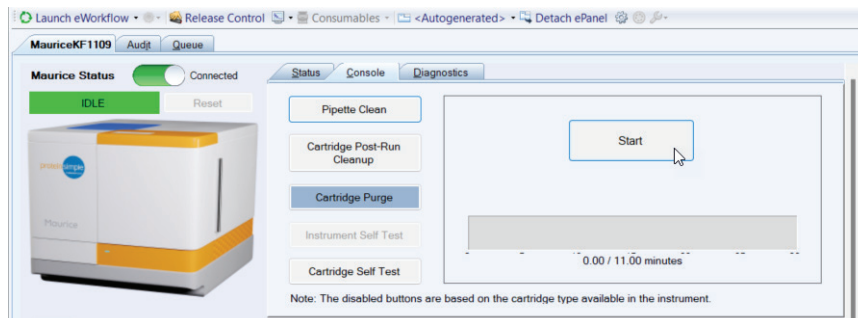 Launch eWorkflow Release Control Consumables <Autogenerated> Detach ePanel
MauriceKF1109 Audit Queue
Maurice Status Connected
IDLE Reset
proteinsimple
Maurice
Status Console Diagnostics
Pipette Clean
Cartridge Post-Run
Cleanup
Cartridge Purge
Instrument Self Test
Cartridge Self Test
Start
0.00 / 11.00 minutes
Note: The disabled buttons are based on the cartridge type available in the instrument.